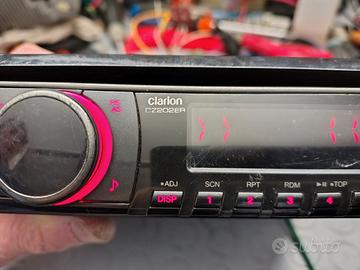 clarion
CZ202ER
•ADJ
SCN
RPT
RDM
►II •TOP
DISP
1
2
3
4
subito